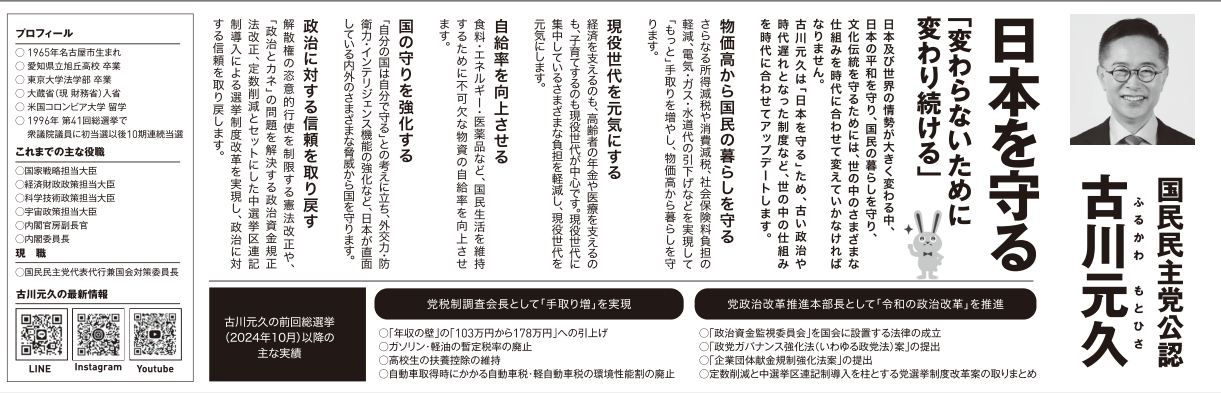 国民民主党公認
古川元久
ふるかわ もとひさ
日本を守る
「変わらないために
変わり続ける」
日本及び世界の情勢が大きく変わる中、
日本の平和を守り、国民の暮らしを守り、
文化伝統を守るためには、世の中のさまざまな
仕組みを時代に合わせて変えていかなければ
なりません。
古川元久は「日本を守る」ため、古い政治や
時代遅れとなった制度など、世の中の仕組み
を時代に合わせてアップデートします。
物価高から国民の暮らしを守る
さらなる所得減税や消費減税、社会保険料負担の
軽減、電気・ガス・水道代の引下げなどを実現して
「もっと」手取りを増やし、物価高から暮らしを守
ります。
現役世代を元気にする
経済を支えるのも、高齢者の年金や医療を支えるの
も、子育てするのも現役世代が中心です。現役世代に
集中しているさまざまな負担を軽減し、現役世代を
元気にします。
自給率を向上させる
食料・エネルギー・医薬品など、国民生活を維持
するために不可欠な物資の自給率を向上させ
ます。
国の守りを強化する
「自分の国は自分で守る」との考えに立ち、外交力・防
衛力・インテリジェンス機能の強化など、日本が直面
している内外のさまざまな脅威から国を守ります。
政治に対する信頼を取り戻す
解散権の恣意的行使を制限する憲法改正や、
「政治とカネ」の問題を解決する政治資金規正
法改正、定数削減とセットにした中選挙区連記
制導入による選挙制度改革を実現し、政治に対
する信頼を取り戻します。
プロフィール
○1965年名古屋市生まれ
○愛知県立旭丘高校 卒業
○東京大学法学部 卒業
○大蔵省(現 財務省)入省
○米国コロンビア大学 留学
○1996年 第41回総選挙で
衆議院議員に初当選以後10期連続当選
これまでの主な役職
○国家戦略担当大臣
○経済財政政策担当大臣
○科学技術政策担当大臣
○宇宙政策担当大臣
○内閣官房副長官
○内閣委員長
現 職
○国民民主党代表代行兼国会対策委員長
古川元久の最新情報
LINE
Instagram
Youtube
古川元久の前回総選挙
(2024年10月)以降の
主な実績
党税制調査会長として「手取り増」を実現
○「年収の壁」の「103万円から178万円」への引上げ
○ガソリン・軽油の暫定税率の廃止
○高校生の扶養控除の維持
○自動車取得時にかかる自動車税・軽自動車税の環境性能割の廃止
党政治改革推進本部長として「令和の政治改革」を推進
○「政治資金監視委員会」を国会に設置する法律の成立
○「政党ガバナンス強化法(いわゆる政党法)案」の提出
○「企業団体献金規制強化法案」の提出
○定数削減と中選挙区連記制導入を柱とする党選挙制度改革案の取りまとめ